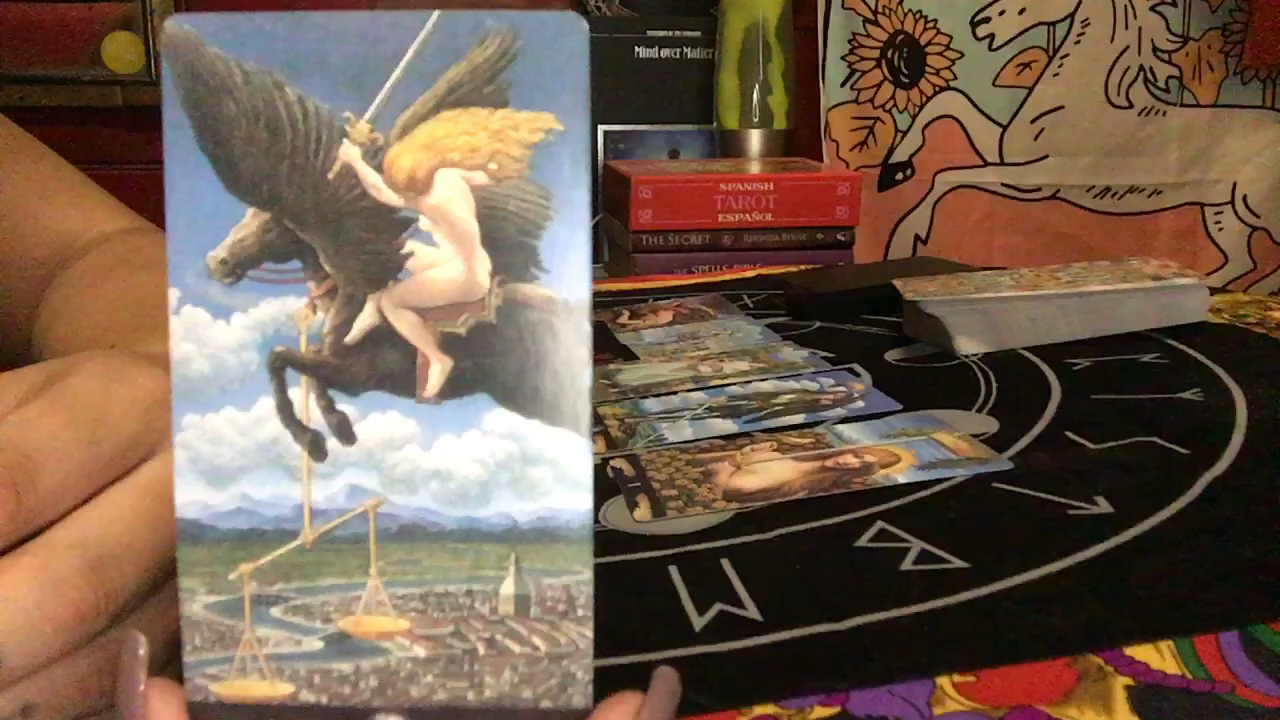 Mind over Matter
SPANISH
TAROT
ESPAÑOL
THE SECRET RHONDA BYRNE
THE SPELLS BIBLE